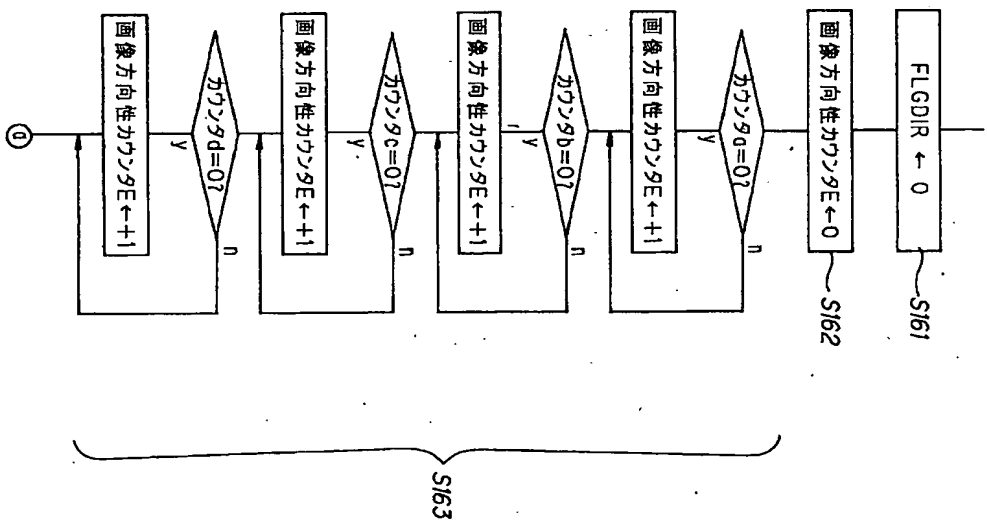 FLGDIR ← 0
S161
画像方向性カウンタE←0
S162
カウンタa=0?
n
y
画像方向性カウンタE←+1
カウンタb=0?
n
y
画像方向性カウンタE←+1
カウンタc=0?
n
y
画像方向性カウンタE←+1
カウンタd=0?
n
y
画像方向性カウンタE←+1
S163
a